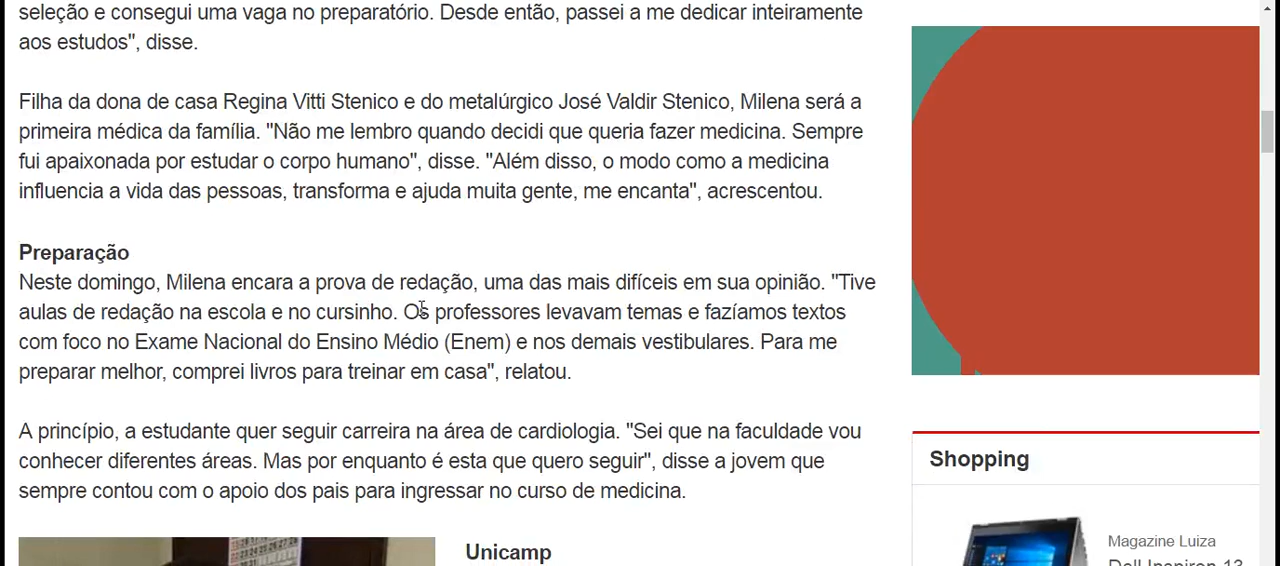 seleção e consegui uma vaga no preparatório. Desde então, passei a me dedicar inteiramente
aos estudos", disse.
Filha da dona de casa Regina Vitti Stenico e do metalúrgico José Valdir Stenico, Milena será a
primeira médica da família. "Não me lembro quando decidi que queria fazer medicina. Sempre
fui apaixonada por estudar o corpo humano", disse. "Além disso, o modo como a medicina
influencia a vida das pessoas, transforma e ajuda muita gente, me encanta", acrescentou.
Preparação
Neste domingo, Milena encara a prova de redação, uma das mais difíceis em sua opinião. "Tive
aulas de redação na escola e no cursinho. Os professores levavam temas e fazíamos textos
com foco no Exame Nacional do Ensino Médio (Enem) e nos demais vestibulares. Para me
preparar melhor, comprei livros para treinar em casa", relatou.
A princípio, a estudante quer seguir carreira na área de cardiologia. "Sei que na faculdade vou
conhecer diferentes áreas. Mas por enquanto é esta que quero seguir", disse a jovem que
sempre contou com o apoio dos pais para ingressar no curso de medicina.
Unicamp
Shopping
Magazine Luiza
Dell Inspiron 13